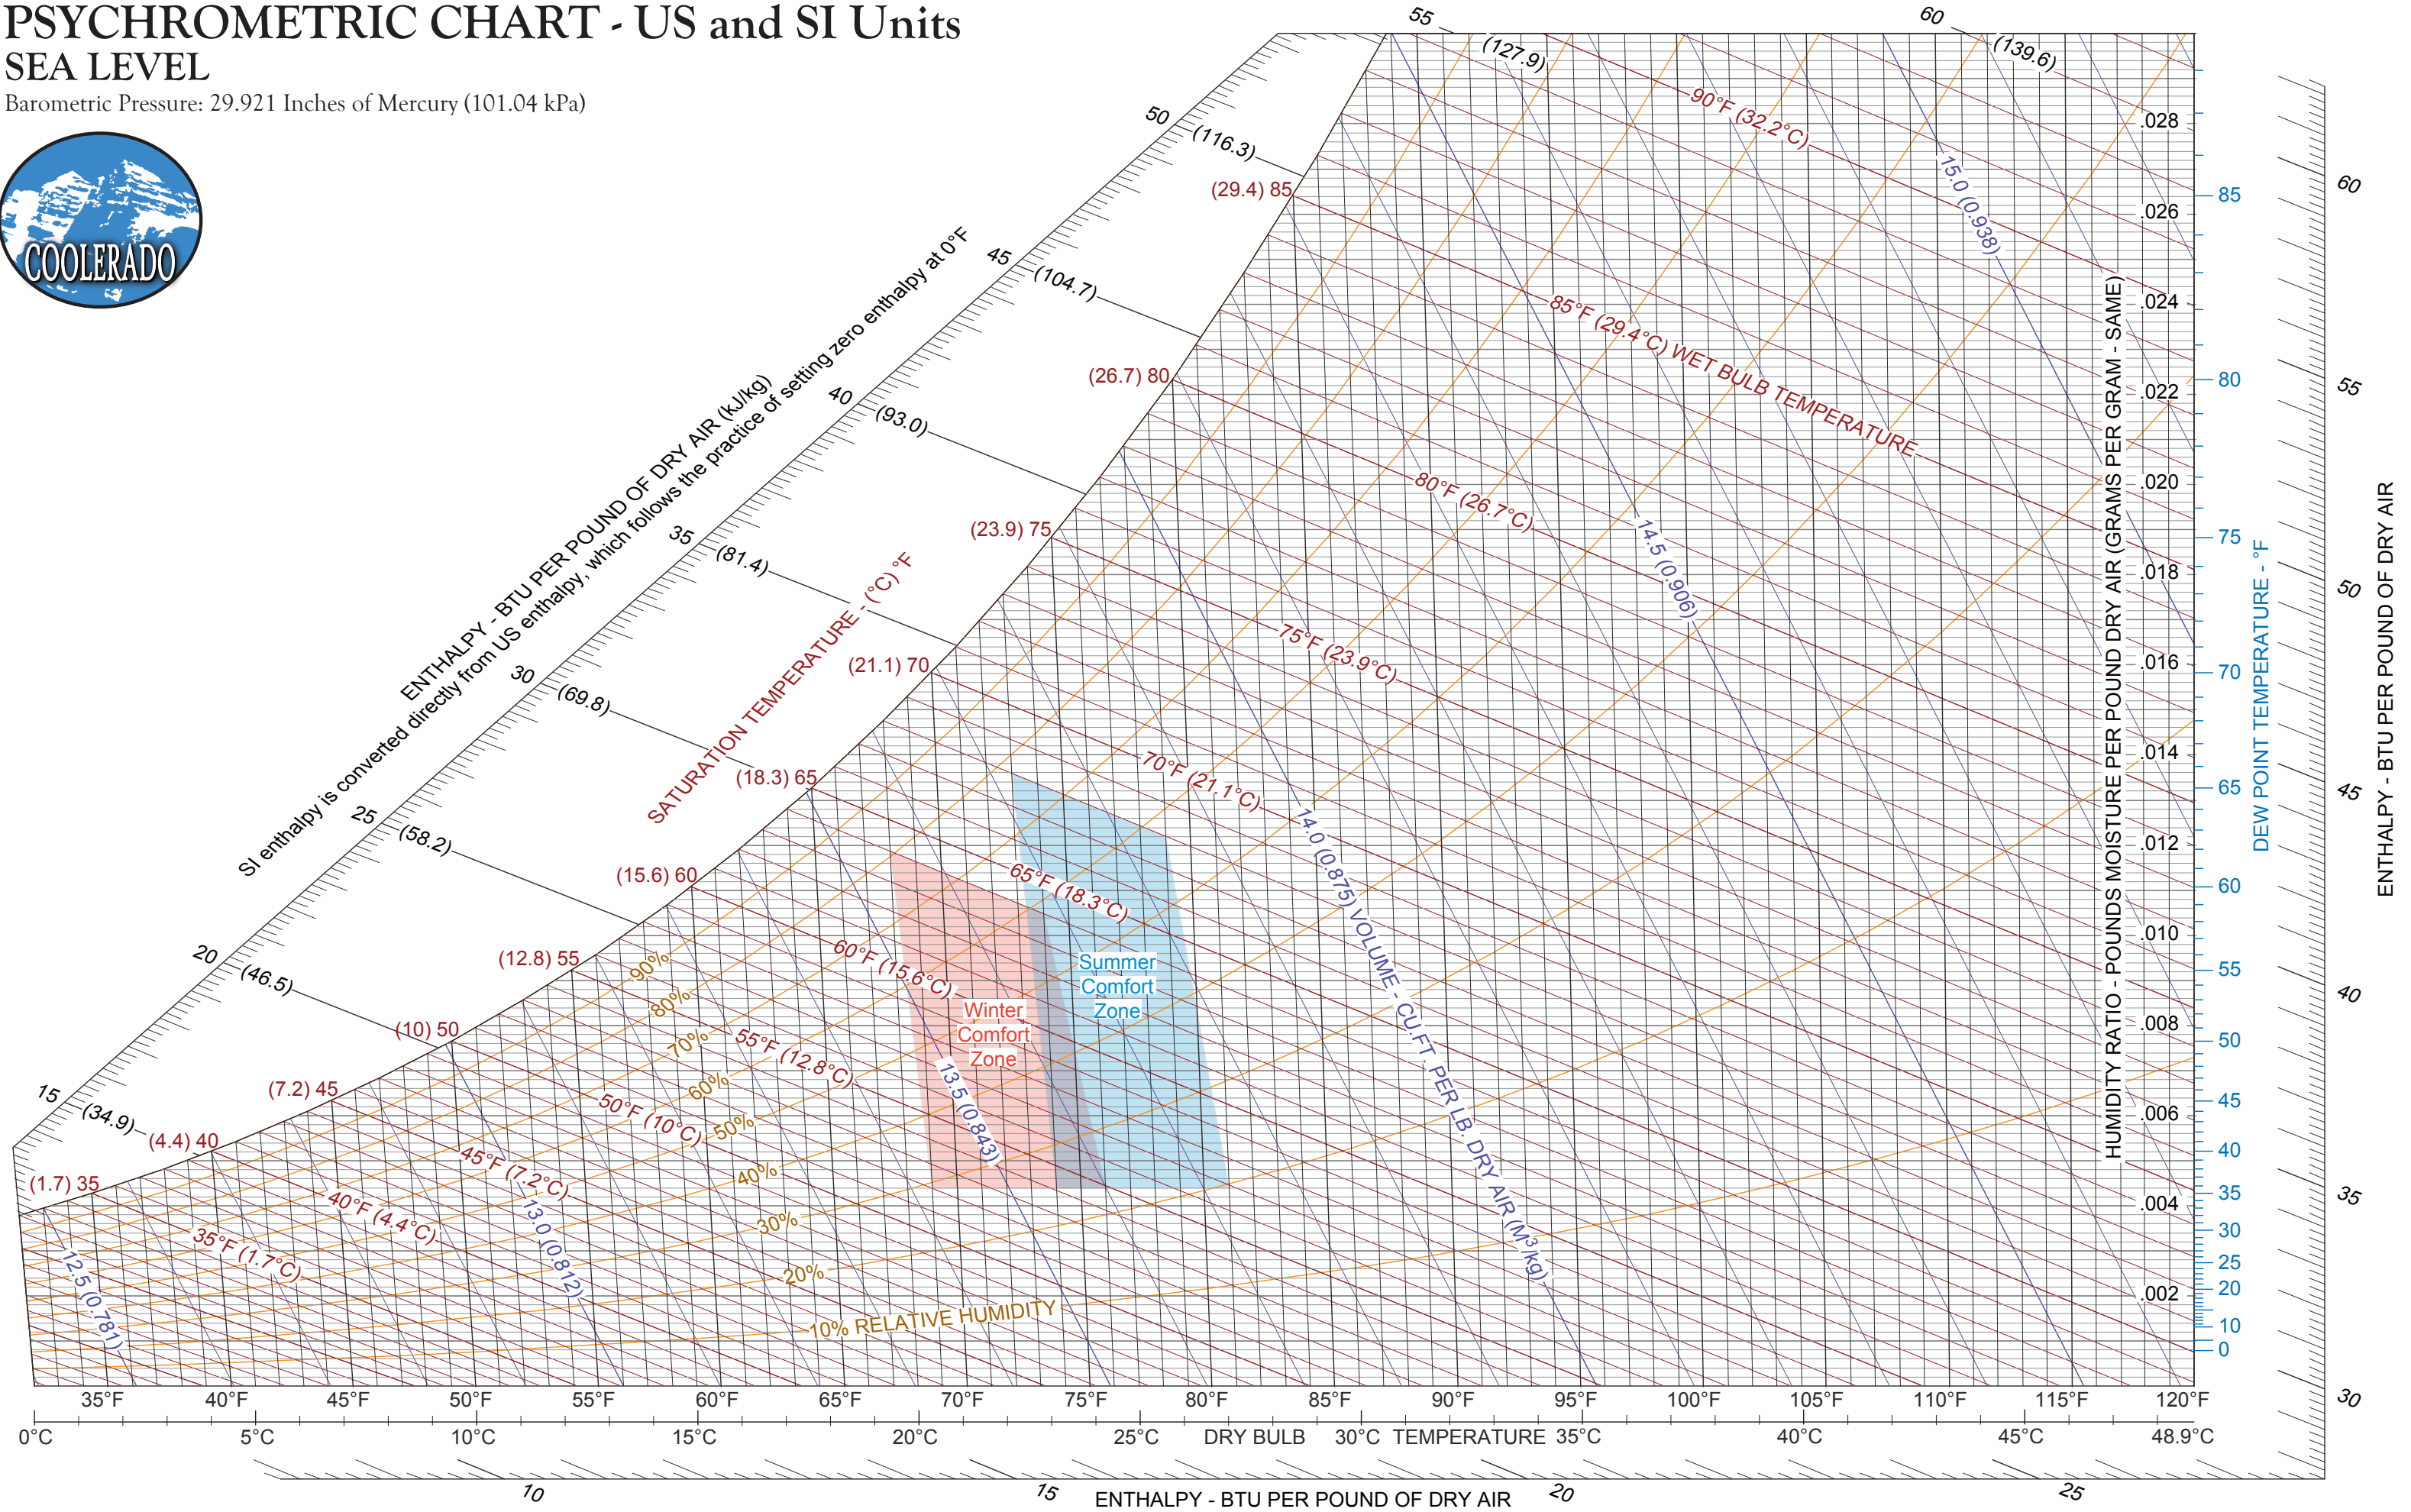 PSYCHROMETRIC CHART - US and SI Units
SEA LEVEL
Barometric Pressure: 29.921 Inches of Mercury (101.04 kPa)
COOLERADO
ENTHALPY - BTU PER POUND OF DRY AIR (kJ/kg)
SI enthalpy is converted directly from US enthalpy, which follows the practice of setting zero enthalpy at 0°F
15 (34.9)
20 (46.5)
25 (58.2)
30 (69.8)
35 (81.4)
40 (93.0)
45 (104.7)
50 (116.3)
55 (127.9)
60 (139.6)
SATURATION TEMPERATURE - (°C) °F
(1.7) 35
(4.4) 40
(7.2) 45
(10) 50
(12.8) 55
(15.6) 60
(18.3) 65
(21.1) 70
(23.9) 75
(26.7) 80
(29.4) 85
35°F (1.7°C)
40°F (4.4°C)
45°F (7.2°C)
50°F (10°C)
55°F (12.8°C)
60°F (15.6°C)
65°F (18.3°C)
70°F (21.1°C)
75°F (23.9°C)
80°F (26.7°C)
85°F (29.4°C) WET BULB TEMPERATURE
90°F (32.2°C)
90%
80%
70%
60%
50%
40%
30%
20%
10% RELATIVE HUMIDITY
12.5 (0.781)
13.0 (0.812)
13.5 (0.843)
14.0 (0.875) VOLUME - CU.FT. PER LB. DRY AIR (M³/kg)
14.5 (0.906)
15.0 (0.938)
Winter
Comfort
Zone
Summer
Comfort
Zone
HUMIDITY RATIO - POUNDS MOISTURE PER POUND DRY AIR (GRAMS PER GRAM - SAME)
.028
.026
.024
.022
.020
.018
.016
.014
.012
.010
.008
.006
.004
.002
DEW POINT TEMPERATURE - °F
85
80
75
70
65
60
55
50
45
40
35
30
25
20
10
0
ENTHALPY - BTU PER POUND OF DRY AIR
60
55
50
45
40
35
30
35°F 40°F 45°F 50°F 55°F 60°F 65°F 70°F 75°F 80°F 85°F 90°F 95°F 100°F 105°F 110°F 115°F 120°F
0°C 5°C 10°C 15°C 20°C 25°C DRY BULB 30°C TEMPERATURE 35°C 40°C 45°C 48.9°C
10 15 20 25
ENTHALPY - BTU PER POUND OF DRY AIR